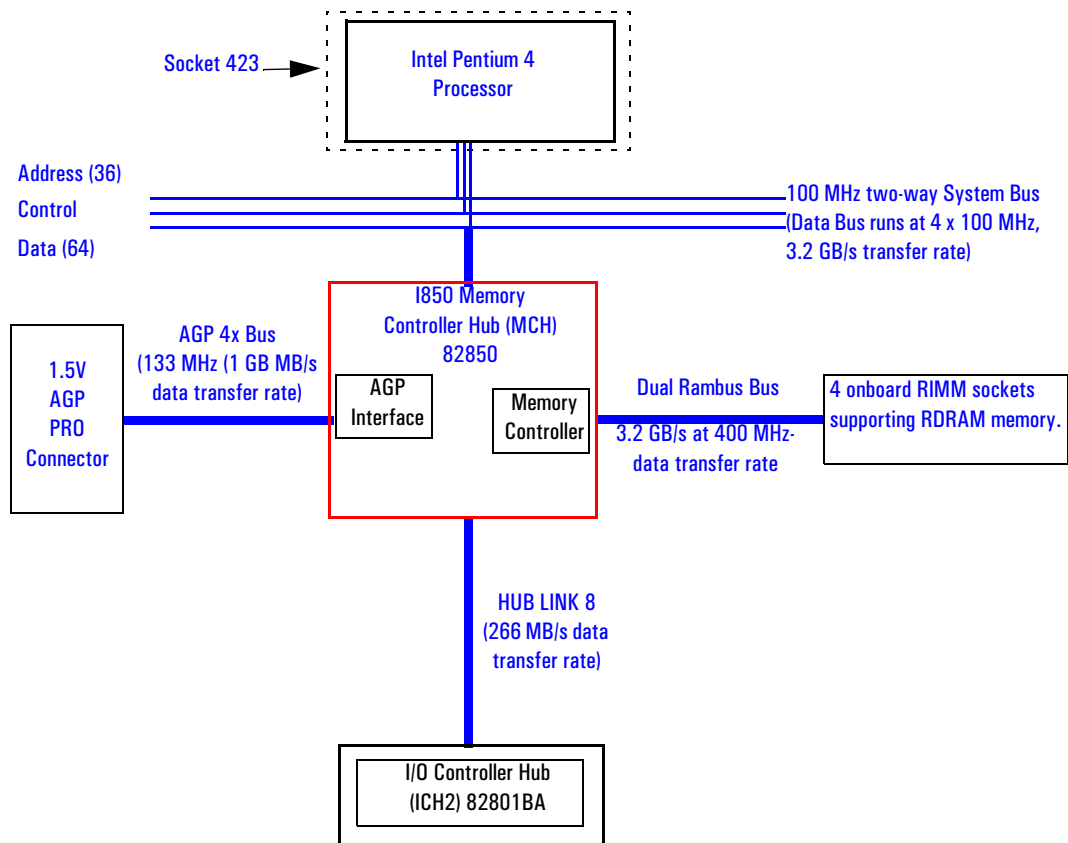 Socket 423
Intel Pentium 4
Processor
Address (36)
Control
Data (64)
100 MHz two-way System Bus
(Data Bus runs at 4 x 100 MHz,
3.2 GB/s transfer rate)
I850 Memory
Controller Hub (MCH)
82850
AGP 4x Bus
(133 MHz (1 GB MB/s
data transfer rate)
1.5V
AGP
PRO
Connector
AGP
Interface
Memory
Controller
Dual Rambus Bus
3.2 GB/s at 400 MHz-
data transfer rate
4 onboard RIMM sockets
supporting RDRAM memory.
HUB LINK 8
(266 MB/s data
transfer rate)
I/O Controller Hub
(ICH2) 82801BA